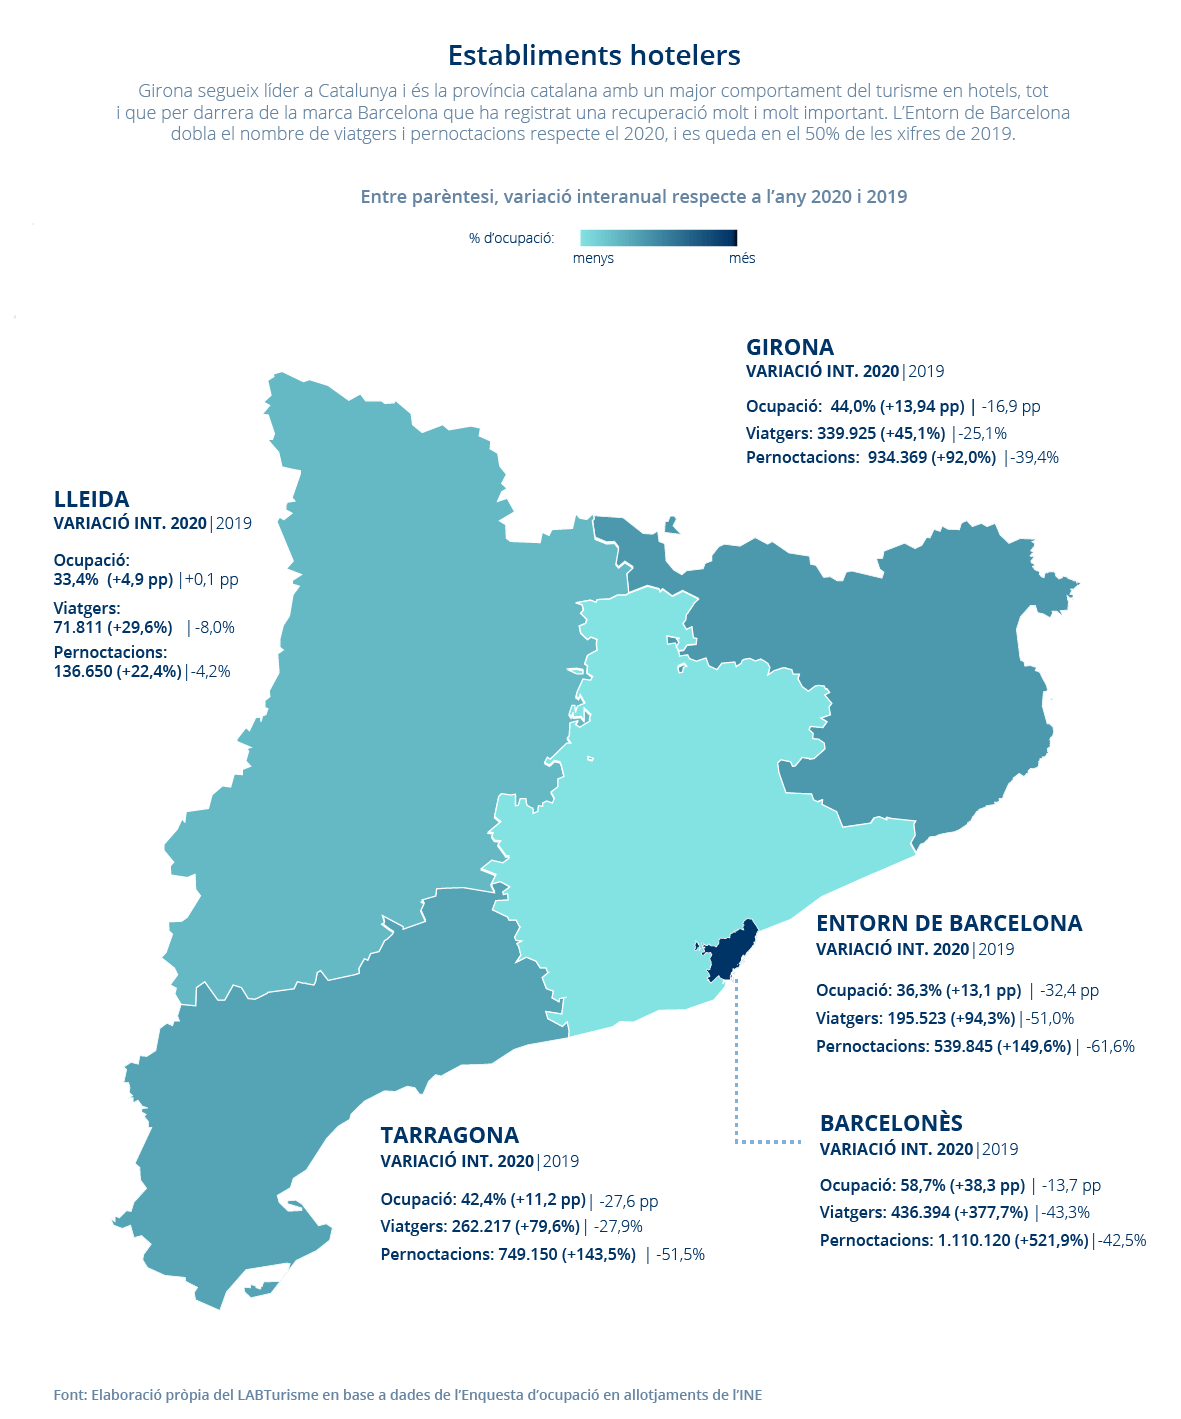 Establiments hotelers
Girona segueix líder a Catalunya i és la província catalana amb un major comportament del turisme en hotels, tot
i que per darrera de la marca Barcelona que ha registrat una recuperació molt i molt important. L'Entorn de Barcelona
dobla el nombre de viatgers i pernoctacions respecte el 2020, i es queda en el 50% de les xifres de 2019.
Entre parèntesi, variació interanual respecte a l'any 2020 i 2019
% d'ocupació:
menys
més
GIRONA
VARIACIÓ INT. 2020|2019
Ocupació: 44,0% (+13,94 pp) | -16,9 pp
Viatgers: 339.925 (+45,1%) |-25,1%
Pernoctacions: 934.369 (+92,0%) |-39,4%
LLEIDA
VARIACIÓ INT. 2020|2019
Ocupació:
33,4% (+4,9 pp) |+0,1 pp
Viatgers:
71.811 (+29,6%) |-8,0%
Pernoctacions:
136.650 (+22,4%)|-4,2%
ENTORN DE BARCELONA
VARIACIÓ INT. 2020|2019
Ocupació: 36,3% (+13,1 pp) | -32,4 pp
Viatgers: 195.523 (+94,3%)|-51,0%
Pernoctacions: 539.845 (+149,6%)| -61,6%
BARCELONÈS
VARIACIÓ INT. 2020|2019
Ocupació: 58,7% (+38,3 pp) | -13,7 pp
Viatgers: 436.394 (+377,7%) |-43,3%
Pernoctacions: 1.110.120 (+521,9%)|-42,5%
TARRAGONA
VARIACIÓ INT. 2020|2019
Ocupació: 42,4% (+11,2 pp)| -27,6 pp
Viatgers: 262.217 (+79,6%)| -27,9%
Pernoctacions: 749.150 (+143,5%) | -51,5%
Font: Elaboració pròpia del LABTurisme en base a dades de l'Enquesta d'ocupació en allotjaments de l'INE